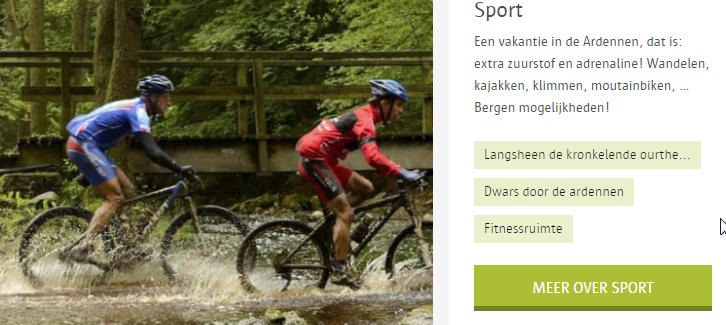 Sport
Een vakantie in de Ardennen, dat is:
extra zuurstof en adrenaline! Wandelen,
kajakken, klimmen, moutainbiken, ...
Bergen mogelijkheden!
Langsheen de kronkelende ourthe...
Dwars door de ardennen
Fitnessruimte
MEER OVER SPORT